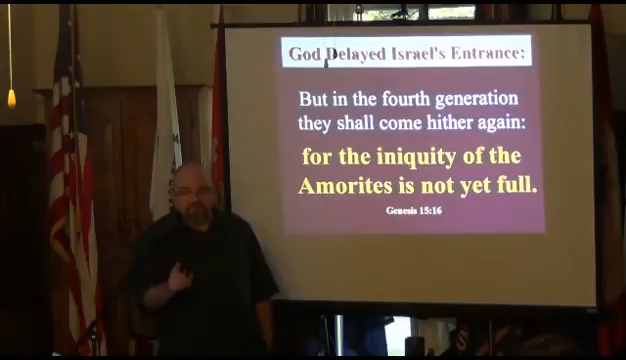 God Delayed Israel's Entrance:
But in the fourth generation
they shall come hither again:
for the iniquity of the
Amorites is not yet full.
Genesis 15:16